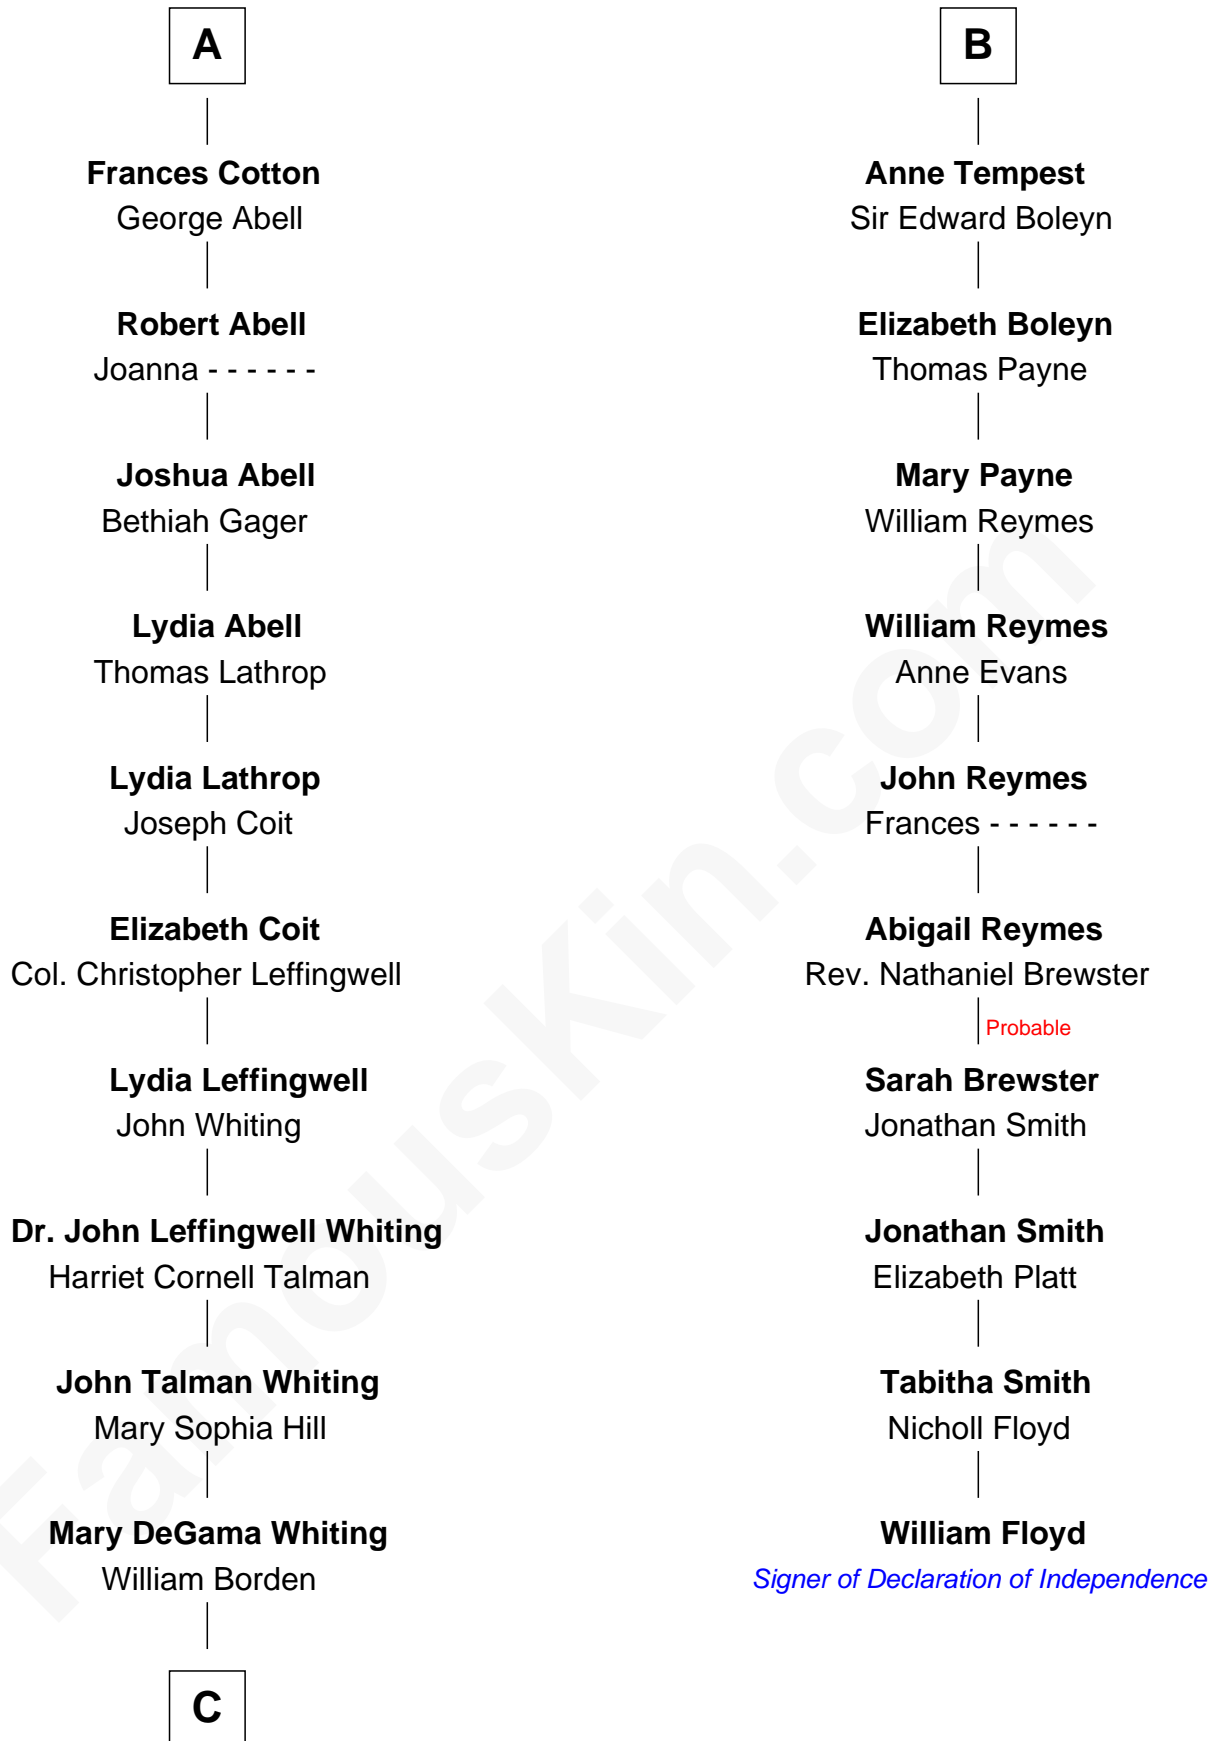 A
Frances Cotton
George Abell
Robert Abell
Joanna - - - - - -
Joshua Abell
Bethiah Gager
Lydia Abell
Thomas Lathrop
Lydia Lathrop
Joseph Coit
Elizabeth Coit
Col. Christopher Leffingwell
Lydia Leffingwell
John Whiting
Dr. John Leffingwell Whiting
Harriet Cornell Talman
John Talman Whiting
Mary Sophia Hill
Mary DeGama Whiting
William Borden
C
B
Anne Tempest
Sir Edward Boleyn
Elizabeth Boleyn
Thomas Payne
Mary Payne
William Reymes
William Reymes
Anne Evans
John Reymes
Frances - - - - - -
Abigail Reymes
Rev. Nathaniel Brewster
Probable
Sarah Brewster
Jonathan Smith
Jonathan Smith
Elizabeth Platt
Tabitha Smith
Nicholl Floyd
William Floyd
Signer of Declaration of Independence
FamousKin.com